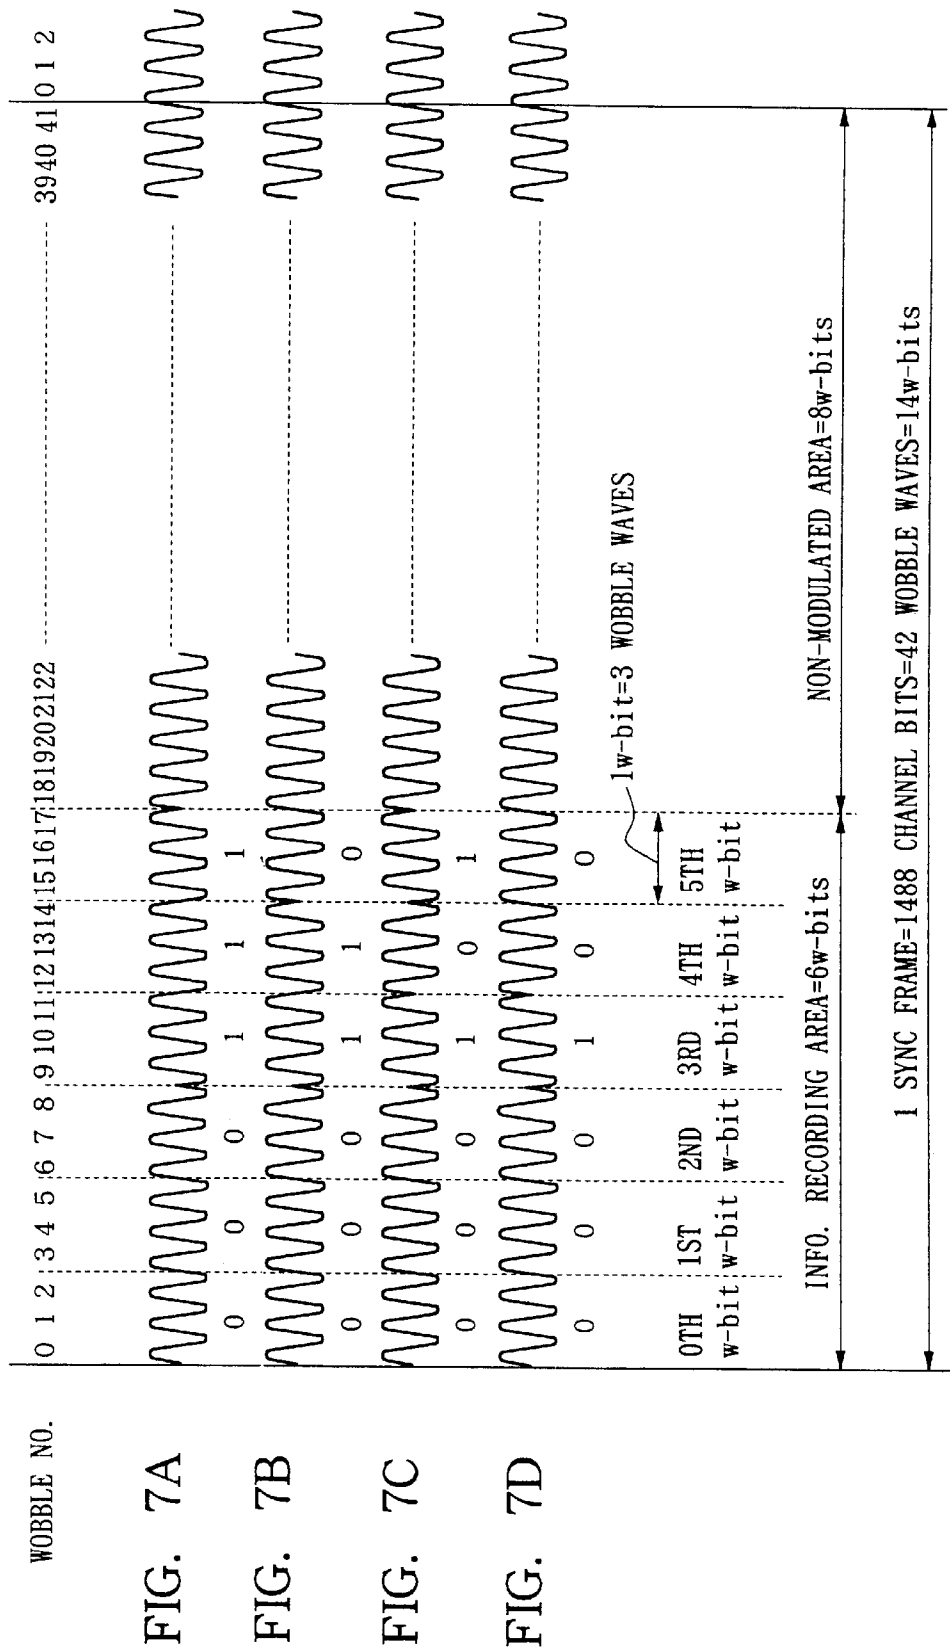 WOBBLE NO. 0 1 2 3 4 5 6 7 8 9 10 11 12 13 14 15 16 17 18 19 20 21 22 39 40 41 0 1 2
FIG. 7A
0 0 0 1 1 1
FIG. 7B
0 0 0 1 1 0
FIG. 7C
0 0 0 1 0 1
FIG. 7D
0 0 0 1 0 0
1w-bit=3 WOBBLE WAVES
0TH w-bit
1ST w-bit
2ND w-bit
3RD w-bit
4TH w-bit
5TH w-bit
INFO. RECORDING AREA=6w-bits
NON-MODULATED AREA=8w-bits
1 SYNC FRAME=1488 CHANNEL BITS=42 WOBBLE WAVES=14w-bits